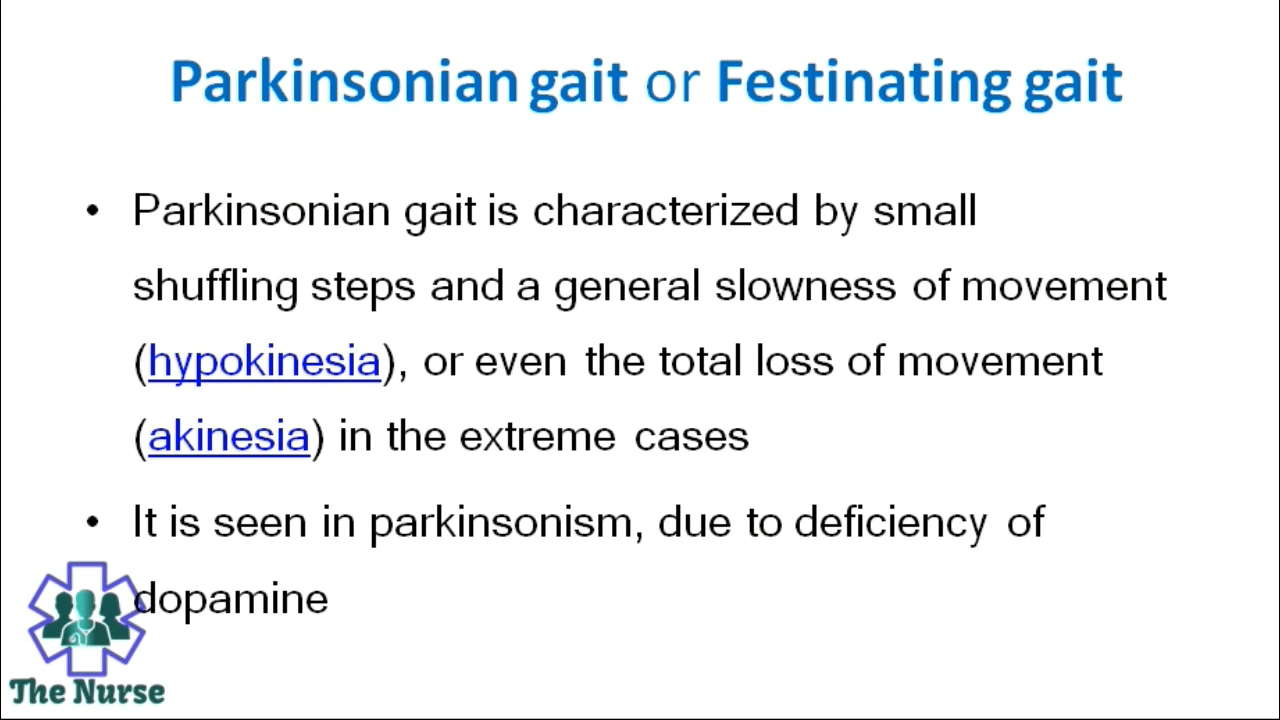 Parkinsonian gait or Festinating gait
• Parkinsonian gait is characterized by small
shuffling steps and a general slowness of movement
(hypokinesia), or even the total loss of movement
(akinesia) in the extreme cases
• It is seen in parkinsonism, due to deficiency of
dopamine
The Nurse